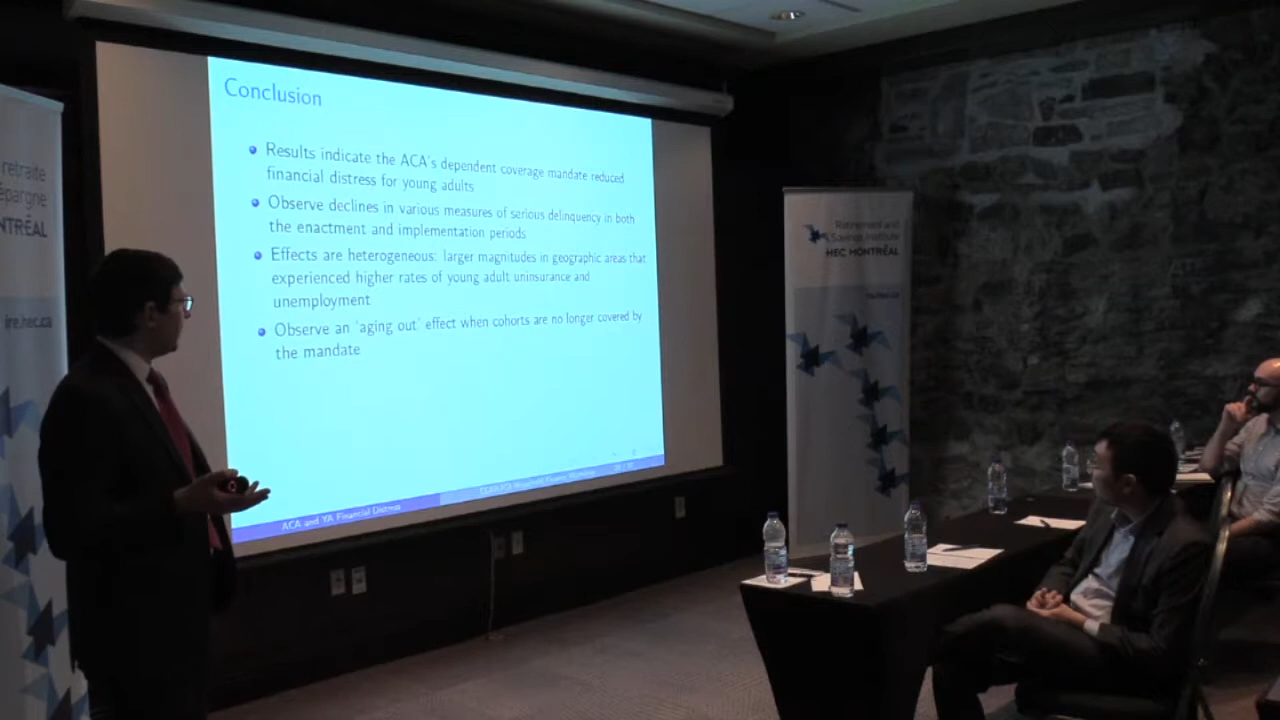 Conclusion
Results indicate the ACA's dependent coverage mandate reduced
financial distress for young adults
Observe declines in various measures of serious delinquency in both
the enactment and implementation periods
Effects are heterogeneous: larger magnitudes in geographic areas that
experienced higher rates of young adult uninsurance and
unemployment
Observe an 'aging out' effect when cohorts are no longer covered by
the mandate
ACA and YA Financial Distress
Household Finance Workshop
retraite
épargne
NTRÉAL
ire.hec.ca
Retirement and
Savings Institute
HEC MONTRÉAL